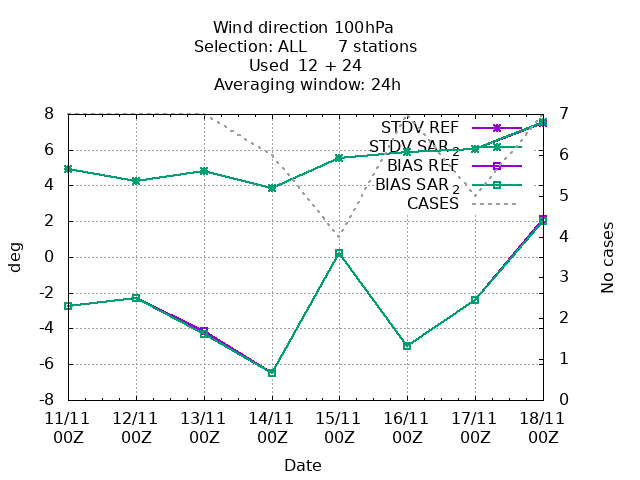 Wind direction 100hPa
Selection: ALL 7 stations
Used 12 + 24
Averaging window: 24h
8 7
STDV REF
STDV SAR 2
6 6
BIAS REF
4 BIAS SAR 2 5
CASES
2 4
0
deg No cases
3
-2
2
-4
-6 1
-8 0
11/11 12/11 13/11 14/11 15/11 16/11 17/11 18/11
00Z 00Z 00Z 00Z 00Z 00Z 00Z 00Z
Date